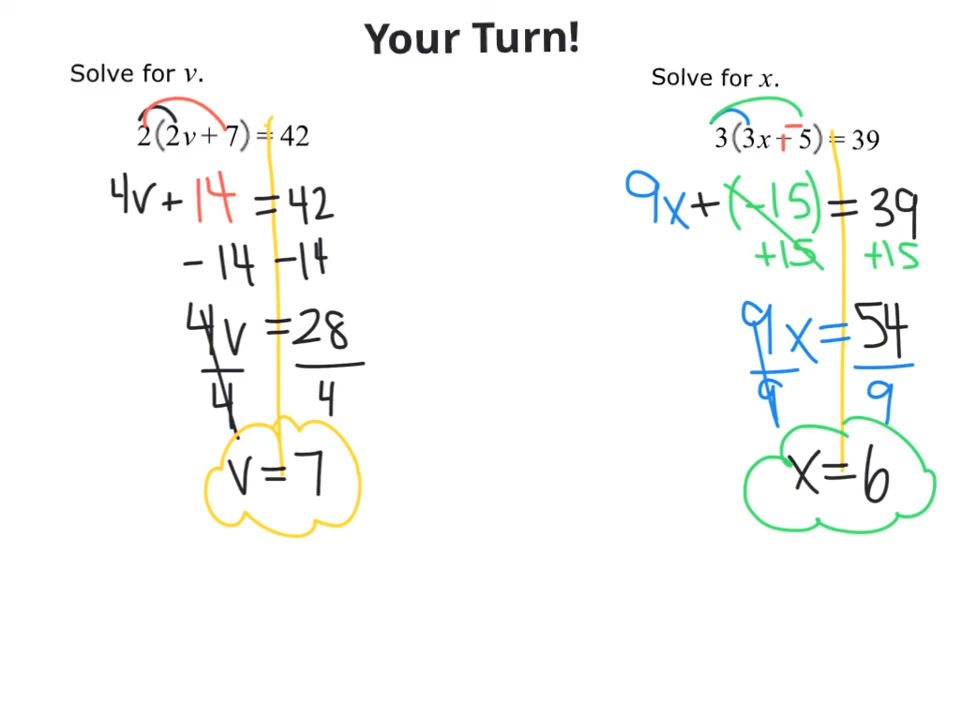 Your Turn!
Solve for v.
2(2v + 7) = 42
4v + 14 = 42
- 14 -14
4v = 28
4 4
v = 7
Solve for x.
3(3x - 5) = 39
9x + (-15) = 39
+15 +15
9x = 54
9 9
x = 6